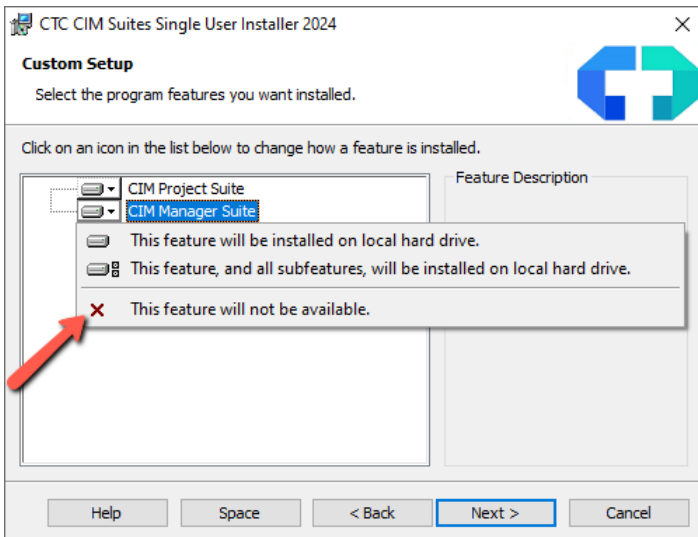 CTC CIM Suites Single User Installer 2024
Custom Setup
Select the program features you want installed.
Click on an icon in the list below to change how a feature is installed.
CIM Project Suite
CIM Manager Suite
Feature Description
This feature will be installed on local hard drive.
This feature, and all subfeatures, will be installed on local hard drive.
This feature will not be available.
Help
Space
< Back
Next >
Cancel